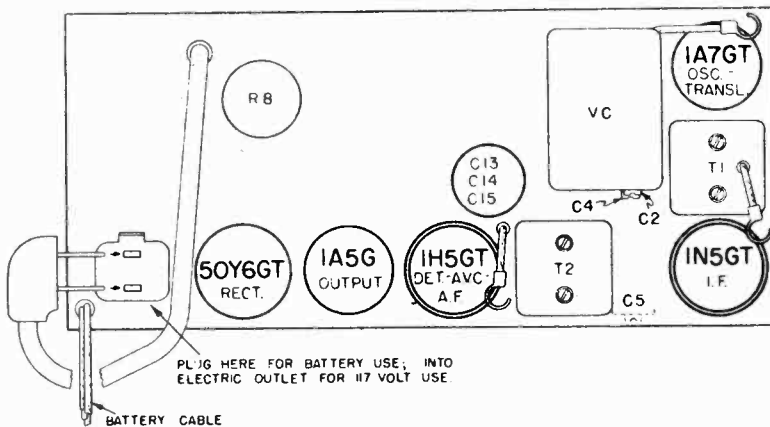 1A7GT
OSC.-
TRANSL.
R8
VC
C13
C14
C15
T1
C4
C2
50Y6GT
RECT.
1A5G
OUTPUT
1H5GT
DET.-AVC-
A.F.
T2
C5
1N5GT
I.F.
PLUG HERE FOR BATTERY USE; INTO
ELECTRIC OUTLET FOR 117 VOLT USE.
BATTERY CABLE